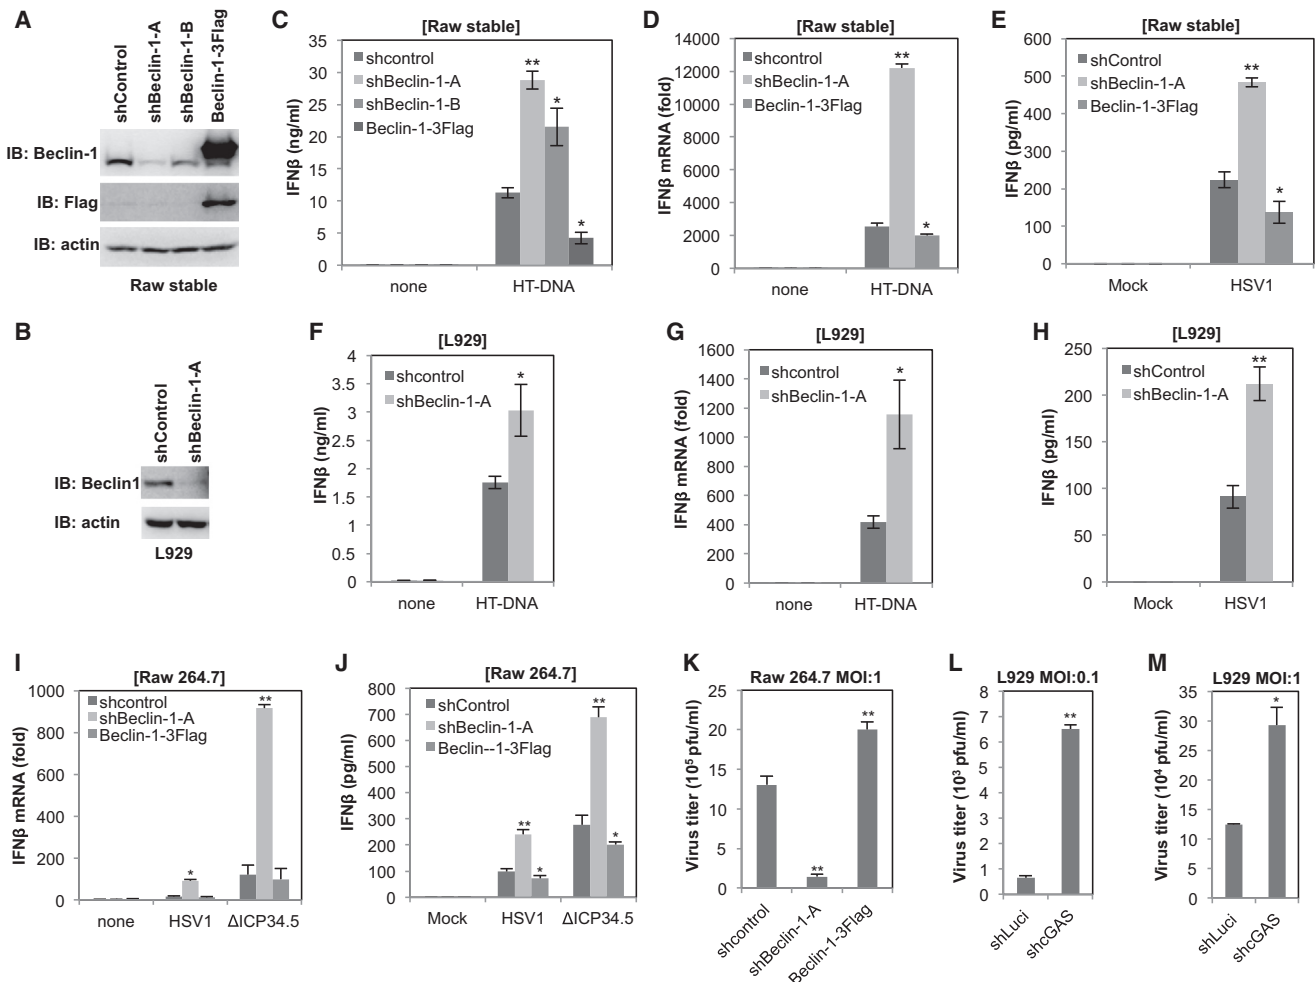 A
shControl
shBeclin-1-A
shBeclin-1-B
Beclin-1-3Flag
IB: Beclin-1
IB: Flag
IB: actin
Raw stable
C
[Raw stable]
IFNβ (ng/ml)
35
30
25
20
15
10
5
0
shcontrol
shBeclin-1-A
shBeclin-1-B
Beclin-1-3Flag
**
*
*
none
HT-DNA
D
[Raw stable]
IFNβ mRNA (fold)
14000
12000
10000
8000
6000
4000
2000
0
shcontrol
shBeclin-1-A
Beclin-1-3Flag
**
*
none
HT-DNA
E
[Raw stable]
IFNβ (pg/ml)
600
500
400
300
200
100
0
shControl
shBeclin-1-A
Beclin-1-3Flag
**
*
Mock
HSV1
B
shControl
shBeclin-1-A
IB: Beclin1
IB: actin
L929
F
[L929]
IFNβ (ng/ml)
4
3.5
3
2.5
2
1.5
1
0.5
0
shcontrol
shBeclin-1-A
*
none
HT-DNA
G
[L929]
IFNβ mRNA (fold)
1600
1400
1200
1000
800
600
400
200
0
shcontrol
shBeclin-1-A
*
none
HT-DNA
H
[L929]
IFNβ (pg/ml)
250
200
150
100
50
0
shControl
shBeclin-1-A
**
Mock
HSV1
I
[Raw 264.7]
IFNβ mRNA (fold)
1000
800
600
400
200
0
shcontrol
shBeclin-1-A
Beclin-1-3Flag
*
**
none
HSV1
ΔICP34.5
J
[Raw 264.7]
IFNβ (pg/ml)
800
700
600
500
400
300
200
100
0
shControl
shBeclin-1-A
Beclin--1-3Flag
**
*
**
*
Mock
HSV1
ΔICP34.5
K
Raw 264.7 MOI:1
Virus titer (10⁵ pfu/ml)
25
20
15
10
5
0
**
**
shcontrol
shBeclin-1-A
Beclin-1-3Flag
L
L929 MOI:0.1
Virus titer (10³ pfu/ml)
8
7
6
5
4
3
2
1
0
**
shLuci
shcGAS
M
L929 MOI:1
Virus titer (10⁴ pfu/ml)
35
30
25
20
15
10
5
0
*
shLuci
shcGAS